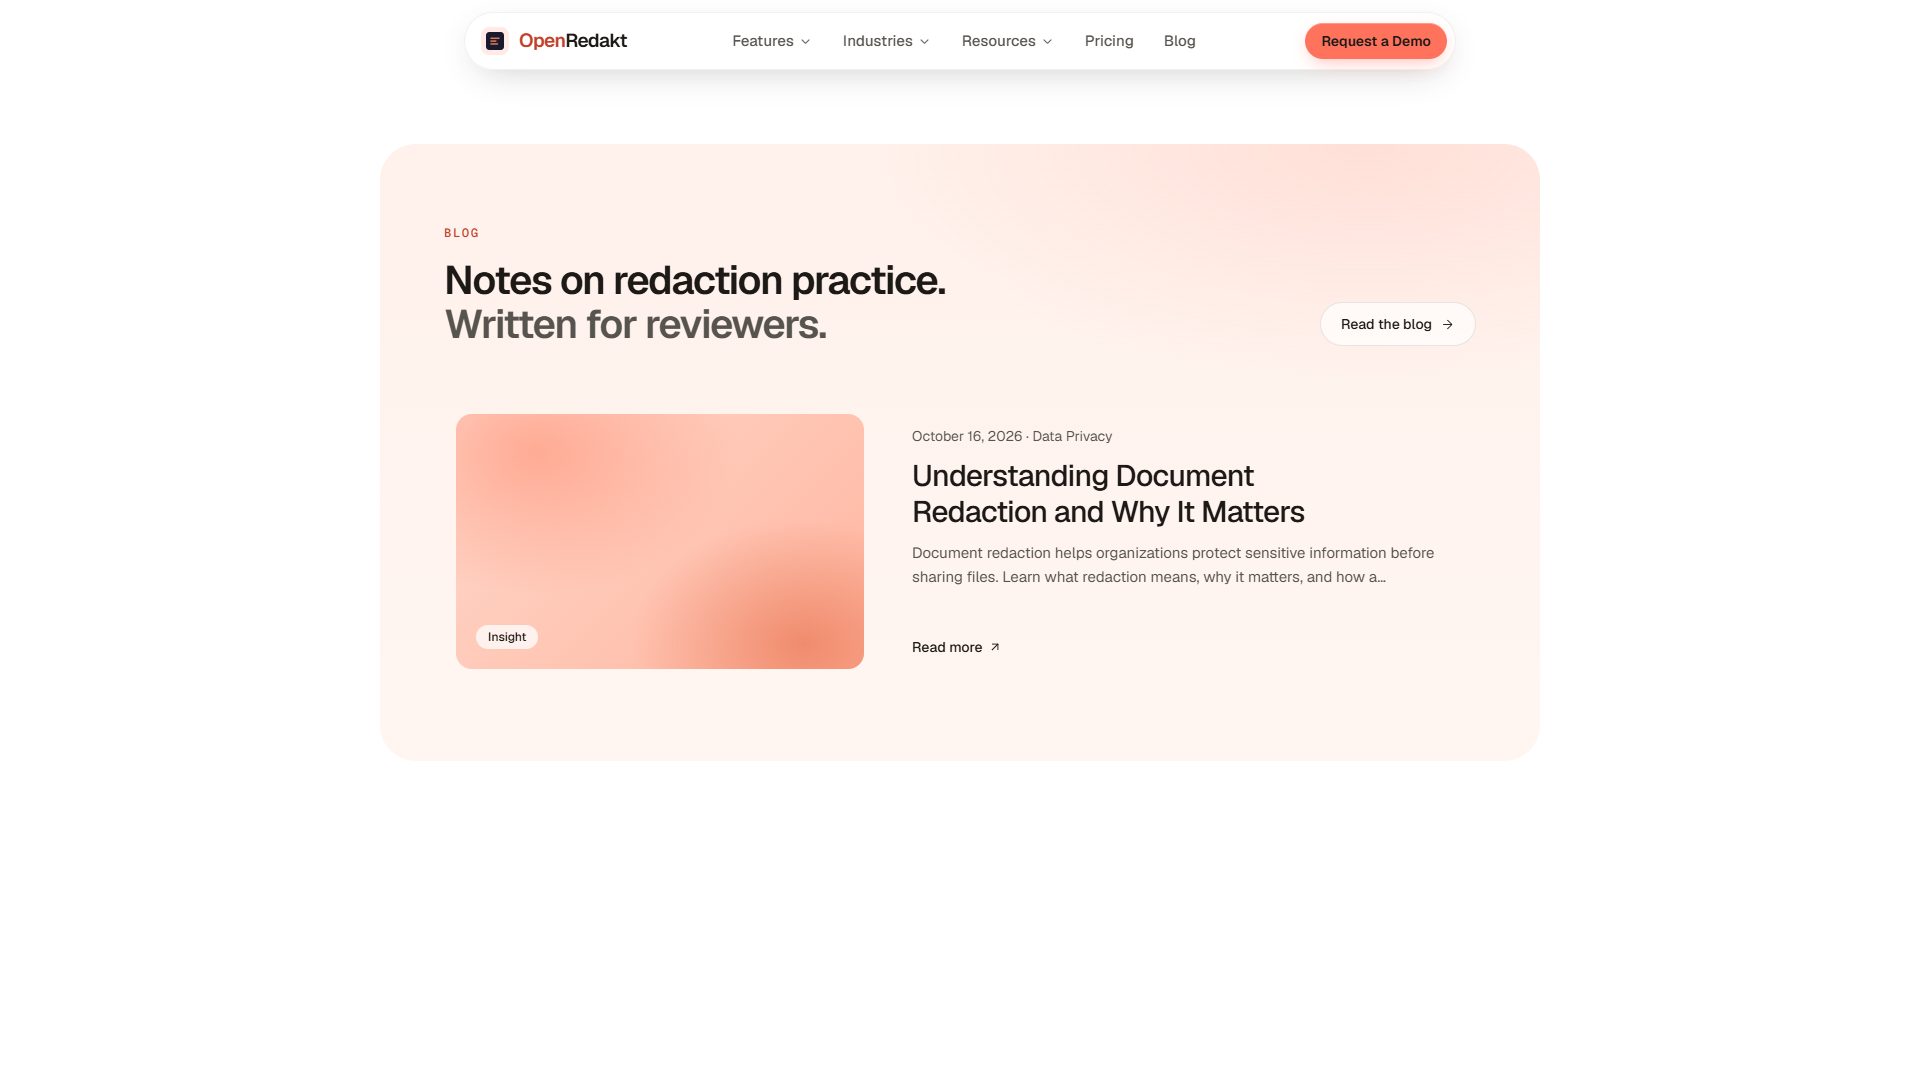 OpenRedakt
Features
Industries
Resources
Pricing
Blog
Request a Demo
BLOG
Notes on redaction practice.
Written for reviewers.
Read the blog
Insight
October 16, 2026 · Data Privacy
Understanding Document
Redaction and Why It Matters
Document redaction helps organizations protect sensitive information before
sharing files. Learn what redaction means, why it matters, and how a...
Read more